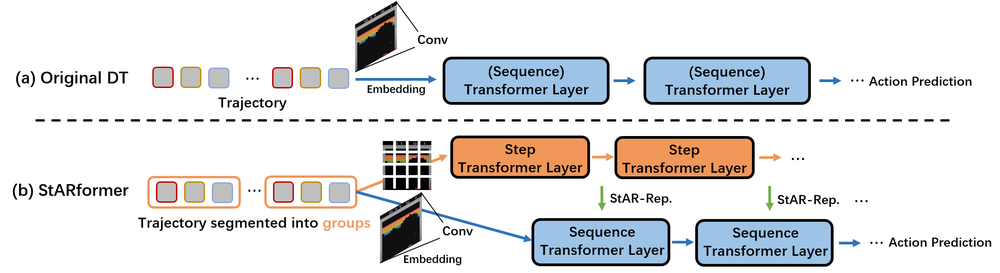 Conv
(a) Original DT
...
Trajectory
Embedding
(Sequence)
Transformer Layer
(Sequence)
Transformer Layer
... Action Prediction
Step
Transformer Layer
Step
Transformer Layer
...
(b) StARformer
...
Trajectory segmented into groups
Conv
Embedding
StAR-Rep.
StAR-Rep.
...
Sequence
Transformer Layer
Sequence
Transformer Layer
... Action Prediction